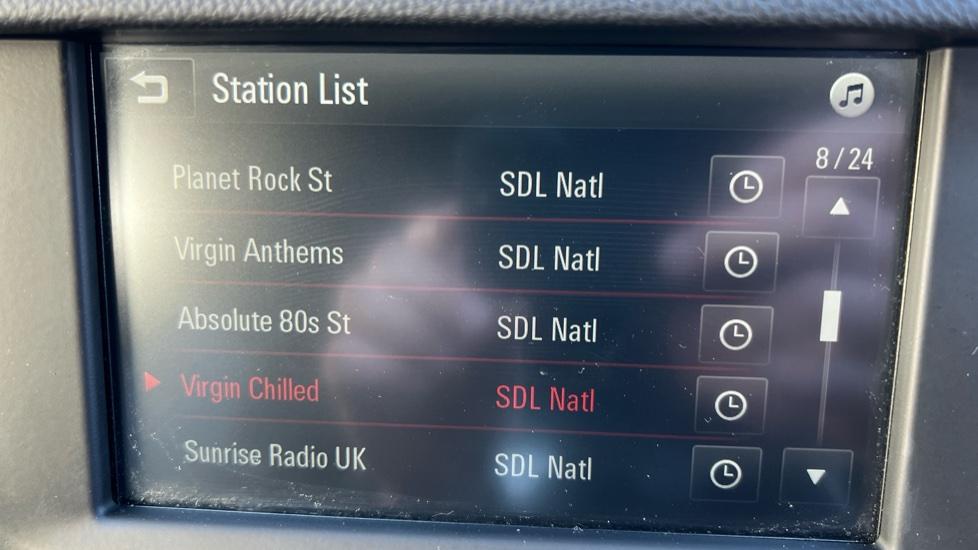 Station List
8/24
Planet Rock St SDL Natl
Virgin Anthems SDL Natl
Absolute 80s St SDL Natl
Virgin Chilled SDL Natl
Sunrise Radio UK SDL Natl